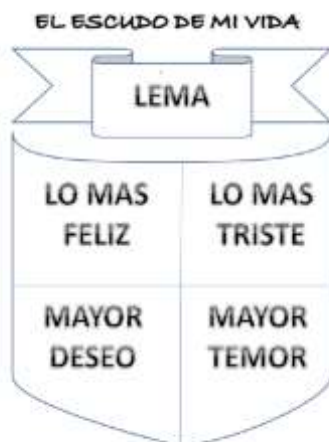 EL ESCUDO DE MI VIDA
LEMA
LO MAS
FELIZ
LO MAS
TRISTE
MAYOR
DESEO
MAYOR
TEMOR